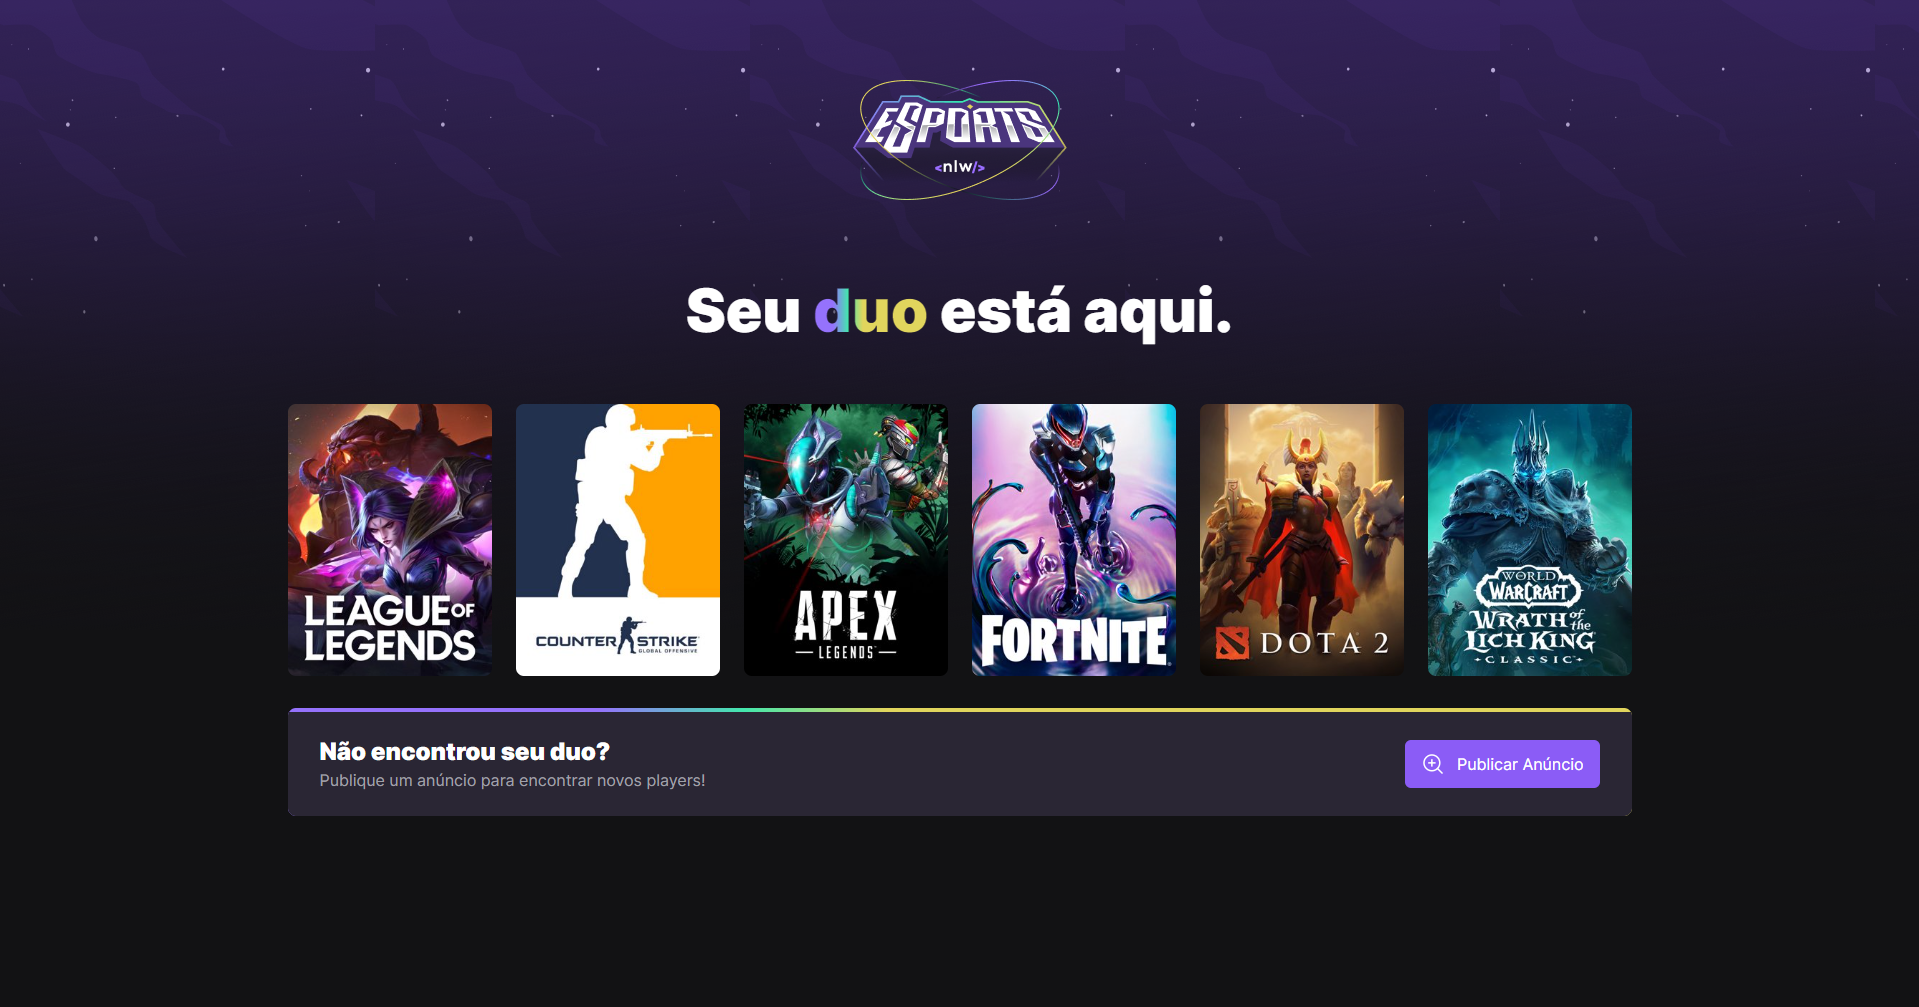 ESPORTS
<nlw/>
Seu duo está aqui.
LEAGUE OF
LEGENDS
COUNTER STRIKE
GLOBAL OFFENSIVE
APEX
LEGENDS
FORTNITE
DOTA 2
WORLD
WARCRAFT
WRATH of the
LICH KING
CLASSIC
Não encontrou seu duo?
Publique um anúncio para encontrar novos players!
Publicar Anúncio